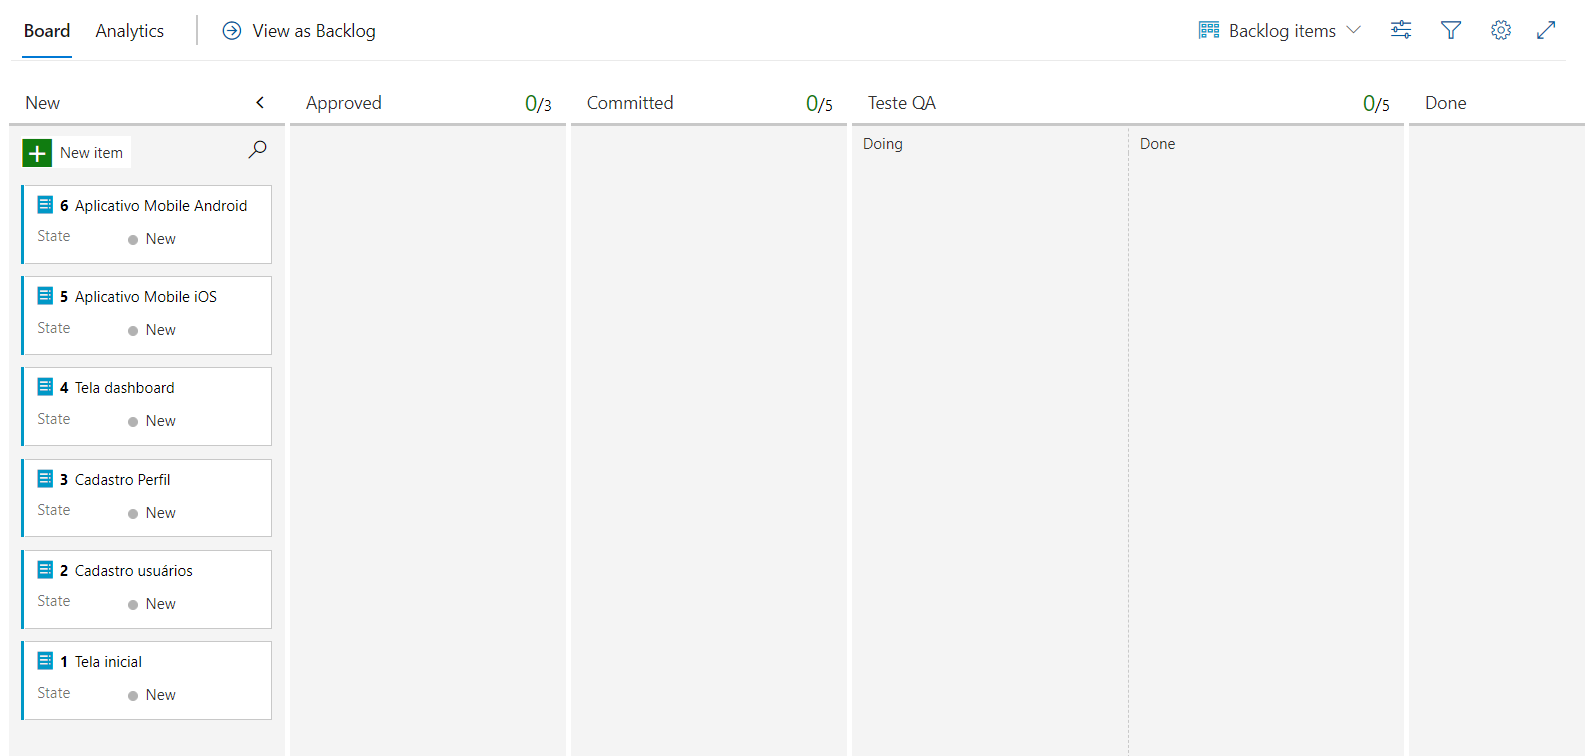 Board Analytics View as Backlog Backlog items
New Approved 0/3 Committed 0/5 Teste QA 0/5 Done
New item
Doing Done
6 Aplicativo Mobile Android
State New
5 Aplicativo Mobile iOS
State New
4 Tela dashboard
State New
3 Cadastro Perfil
State New
2 Cadastro usuários
State New
1 Tela inicial
State New